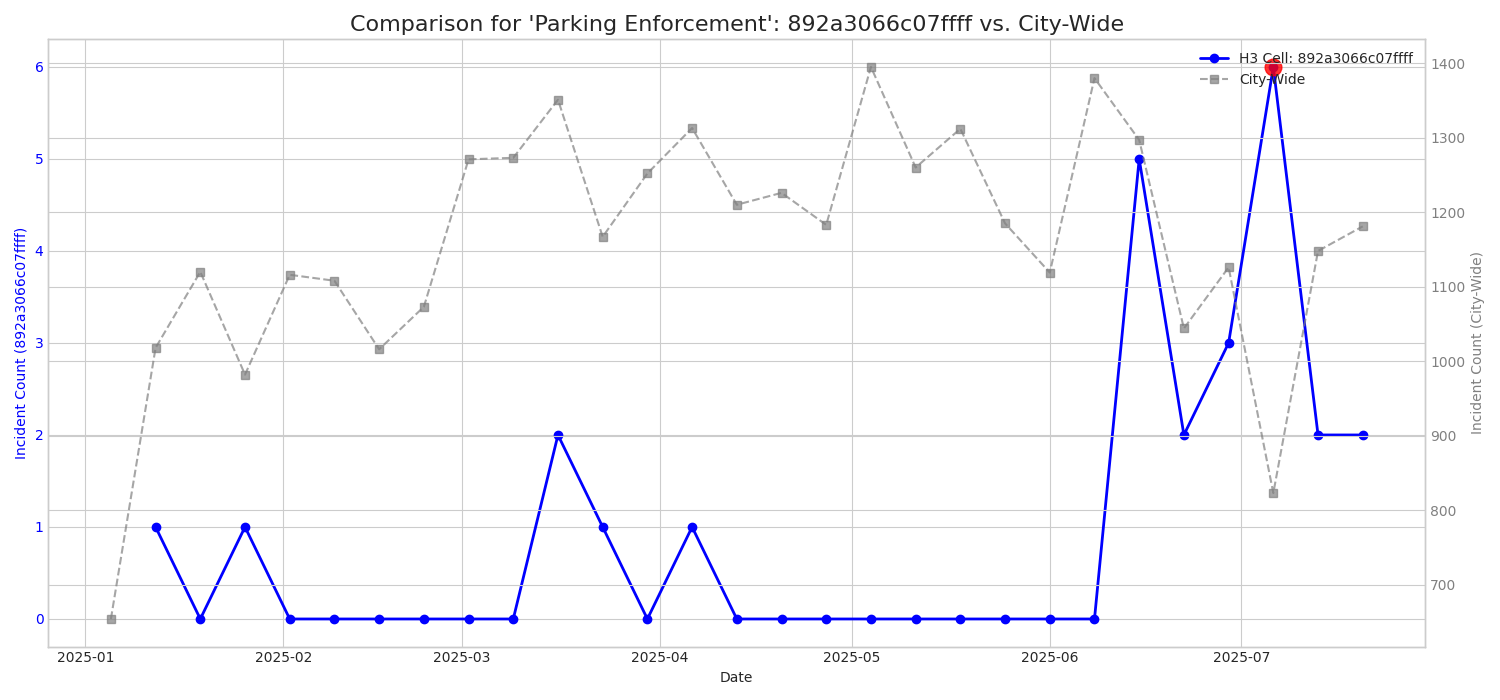 Comparison for 'Parking Enforcement': 892a3066c07ffff vs. City-Wide
H3 Cell: 892a3066c07ffff
City-Wide
Incident Count (892a3066c07ffff)
6
5
4
3
2
1
0
1400
1300
1200
1100
1000
900
800
700
Incident Count (City-Wide)
2025-01 2025-02 2025-03 2025-04 2025-05 2025-06 2025-07
Date